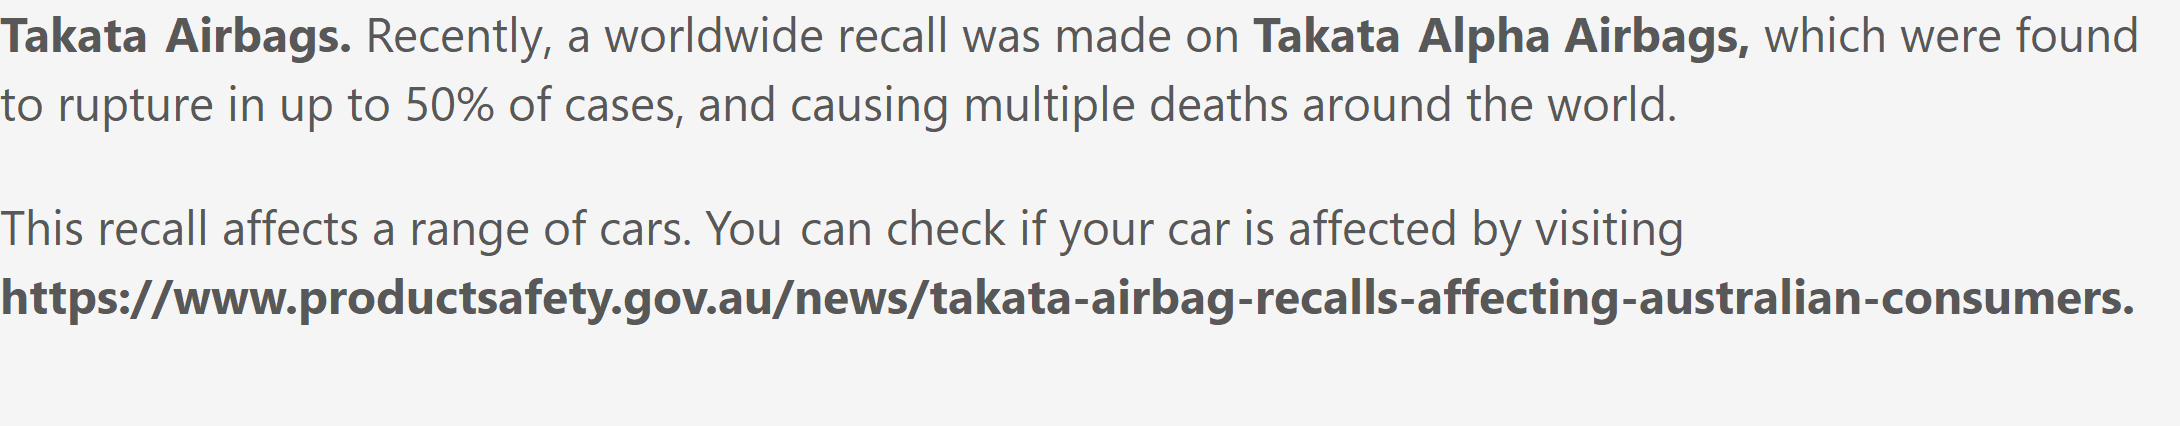 Takata Airbags. Recently, a worldwide recall was made on Takata Alpha Airbags, which were found
to rupture in up to 50% of cases, and causing multiple deaths around the world.
This recall affects a range of cars. You can check if your car is affected by visiting
https://www.productsafety.gov.au/news/takata-airbag-recalls-affecting-australian-consumers.